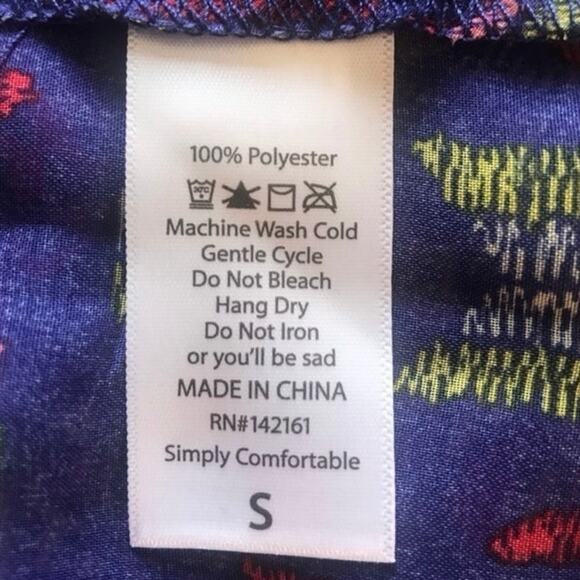 100% Polyester
30°C
Machine Wash Cold
Gentle Cycle
Do Not Bleach
Hang Dry
Do Not Iron
or you'll be sad
MADE IN CHINA
RN#142161
Simply Comfortable
S